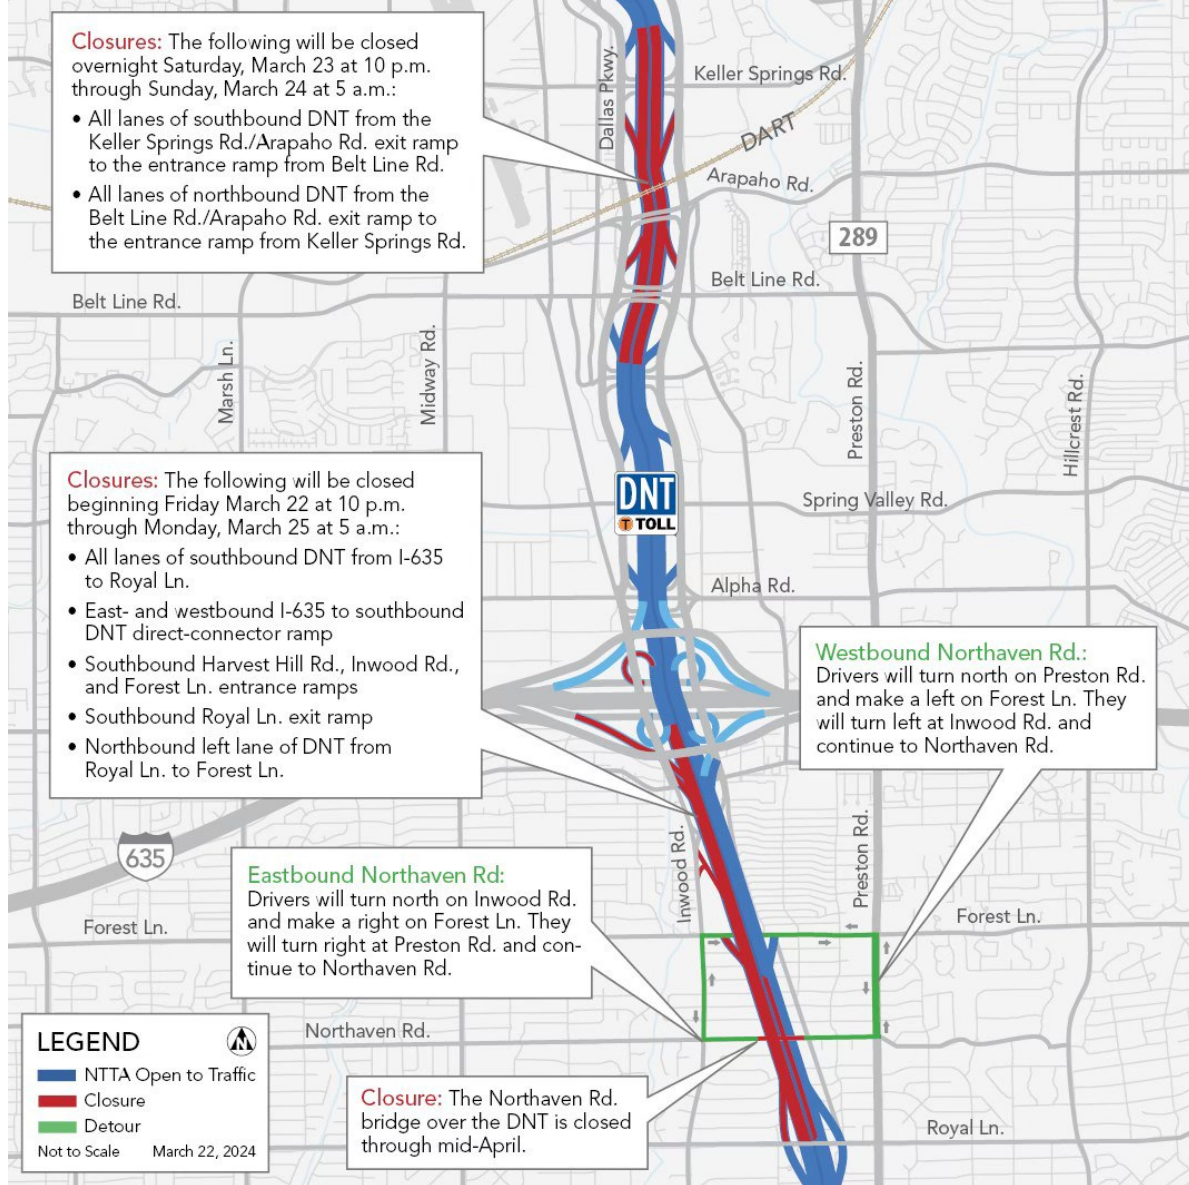 Closures: The following will be closed
overnight Saturday, March 23 at 10 p.m.
through Sunday, March 24 at 5 a.m.:
• All lanes of southbound DNT from the
Keller Springs Rd./Arapaho Rd. exit ramp
to the entrance ramp from Belt Line Rd.
• All lanes of northbound DNT from the
Belt Line Rd./Arapaho Rd. exit ramp to
the entrance ramp from Keller Springs Rd.
Dallas Pkwy.
Keller Springs Rd.
DART
Arapaho Rd.
289
Belt Line Rd.
Belt Line Rd.
Marsh Ln.
Midway Rd.
Preston Rd.
Hillcrest Rd.
Closures: The following will be closed
beginning Friday March 22 at 10 p.m.
through Monday, March 25 at 5 a.m.:
• All lanes of southbound DNT from I-635
to Royal Ln.
• East- and westbound I-635 to southbound
DNT direct-connector ramp
• Southbound Harvest Hill Rd., Inwood Rd.,
and Forest Ln. entrance ramps
• Southbound Royal Ln. exit ramp
• Northbound left lane of DNT from
Royal Ln. to Forest Ln.
DNT
T TOLL
Spring Valley Rd.
Alpha Rd.
Westbound Northaven Rd.:
Drivers will turn north on Preston Rd.
and make a left on Forest Ln. They
will turn left at Inwood Rd. and
continue to Northaven Rd.
635
Inwood Rd.
Preston Rd.
Eastbound Northaven Rd:
Drivers will turn north on Inwood Rd.
and make a right on Forest Ln. They
will turn right at Preston Rd. and con-
tinue to Northaven Rd.
Forest Ln.
Forest Ln.
Northaven Rd.
LEGEND
N
NTTA Open to Traffic
Closure
Detour
Not to Scale March 22, 2024
Closure: The Northaven Rd.
bridge over the DNT is closed
through mid-April.
Royal Ln.